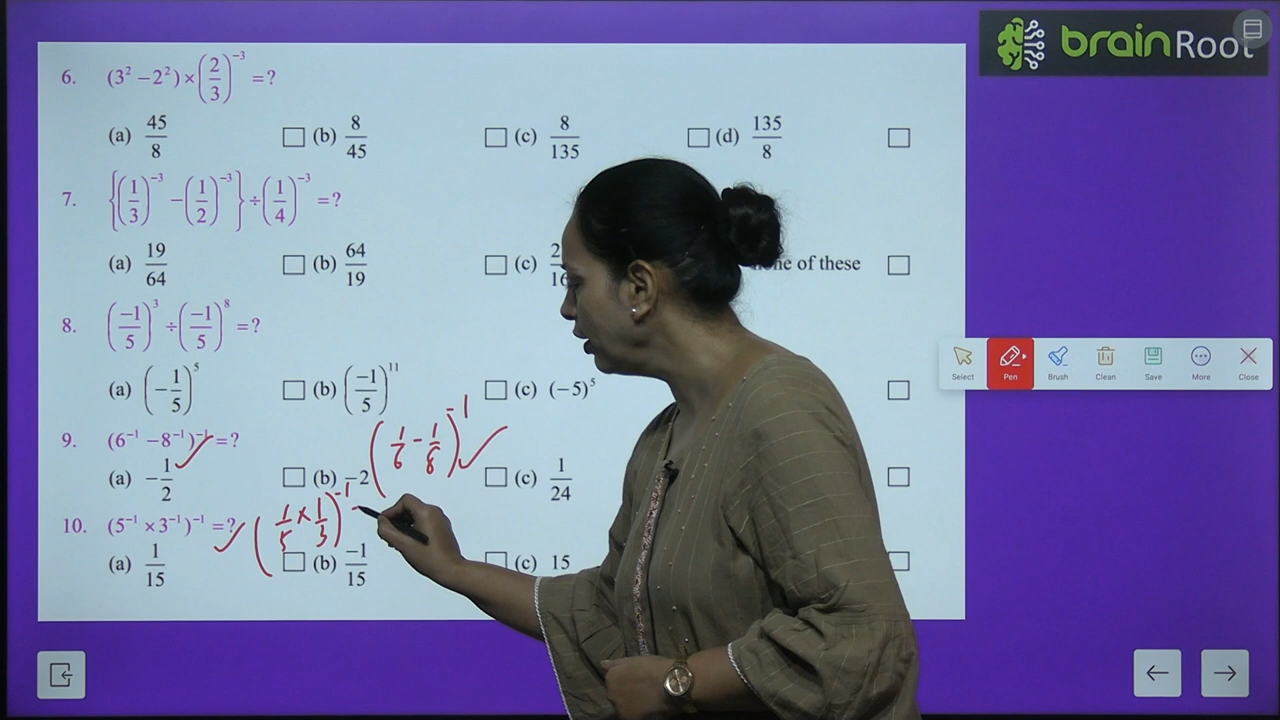 brainRoot
6. (3² − 2²) × (2/3)⁻³ = ?
(a) 45/8 (b) 8/45 (c) 8/135 (d) 135/8
7. {(1/3)⁻³ − (1/2)⁻³} ÷ (1/4)⁻³ = ?
(a) 19/64 (b) 64/19 (c) of these
8. (−1/5)³ ÷ (−1/5)⁸ = ?
(a) (−1/5)⁵ (b) (−1/5)¹¹ (c) (−5)⁵
9. (6⁻¹ − 8⁻¹)⁻¹ = ?
(1/6 − 1/8)⁻¹
(a) −1/2 (b) −2 (c) 1/24
10. (5⁻¹ × 3⁻¹)⁻¹ = ?
(1/5 × 1/3)⁻¹
(a) 1/15 (b) −1/15 (c) 15
Select Pen Brush Clean Save More Close